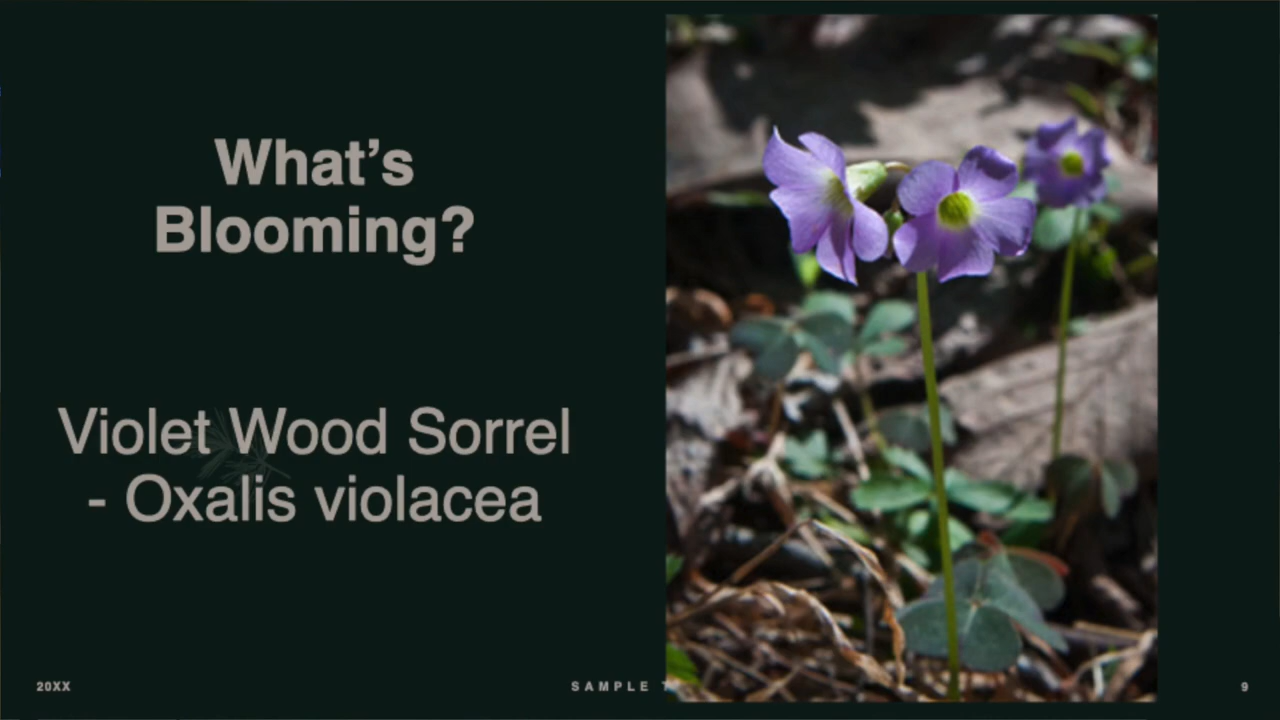 What’s
Blooming?
Violet Wood Sorrel
- Oxalis violacea
20XX
SAMPLE
9